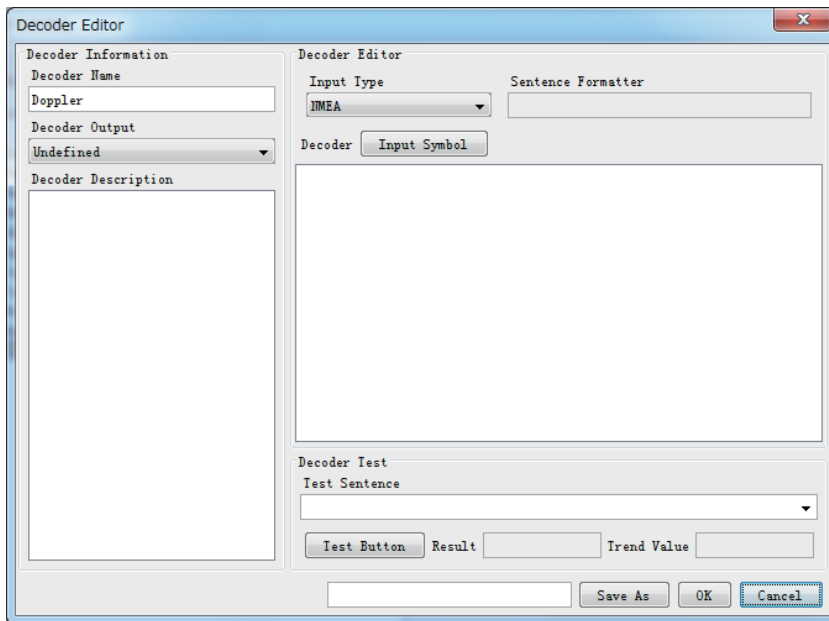 Decoder Editor
X
Decoder Information
Decoder Name
Doppler
Decoder Output
Undefined
Decoder Description
Decoder Editor
Input Type
Sentence Formatter
NMEA
Decoder
Input Symbol
Decoder Test
Test Sentence
Test Button
Result
Trend Value
Save As
OK
Cancel